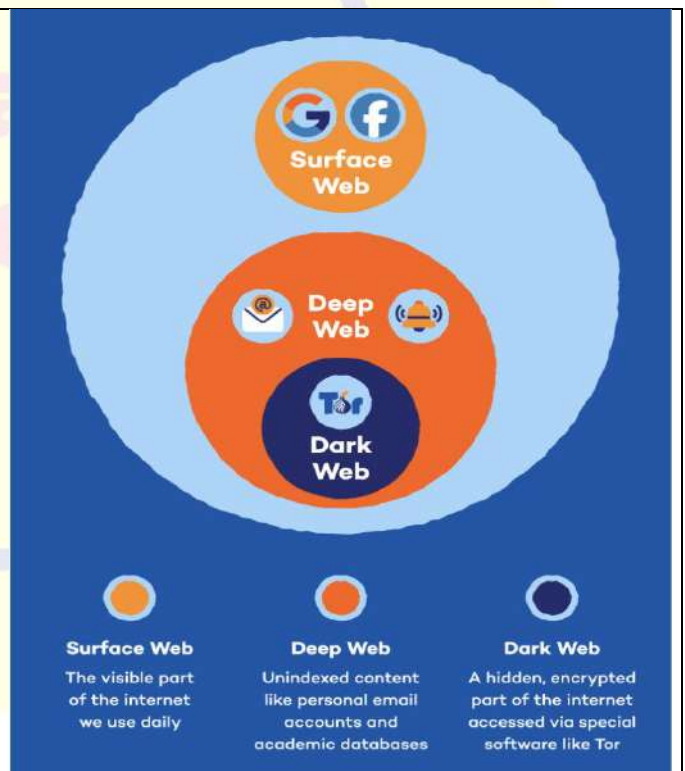 Surface
Web
@
Deep
Web
Tor
Dark
Web
Surface Web
The visible part
of the internet
we use daily
Deep Web
Unindexed content
like personal email
accounts and
academic databases
Dark Web
A hidden, encrypted
part of the internet
accessed via special
software like Tor